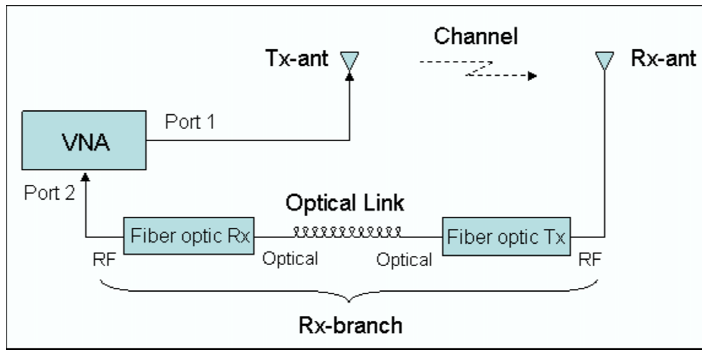 Channel
Tx-ant
Rx-ant
Port 1
VNA
Port 2
Optical Link
Fiber optic Rx
Fiber optic Tx
RF
Optical
Optical
RF
Rx-branch